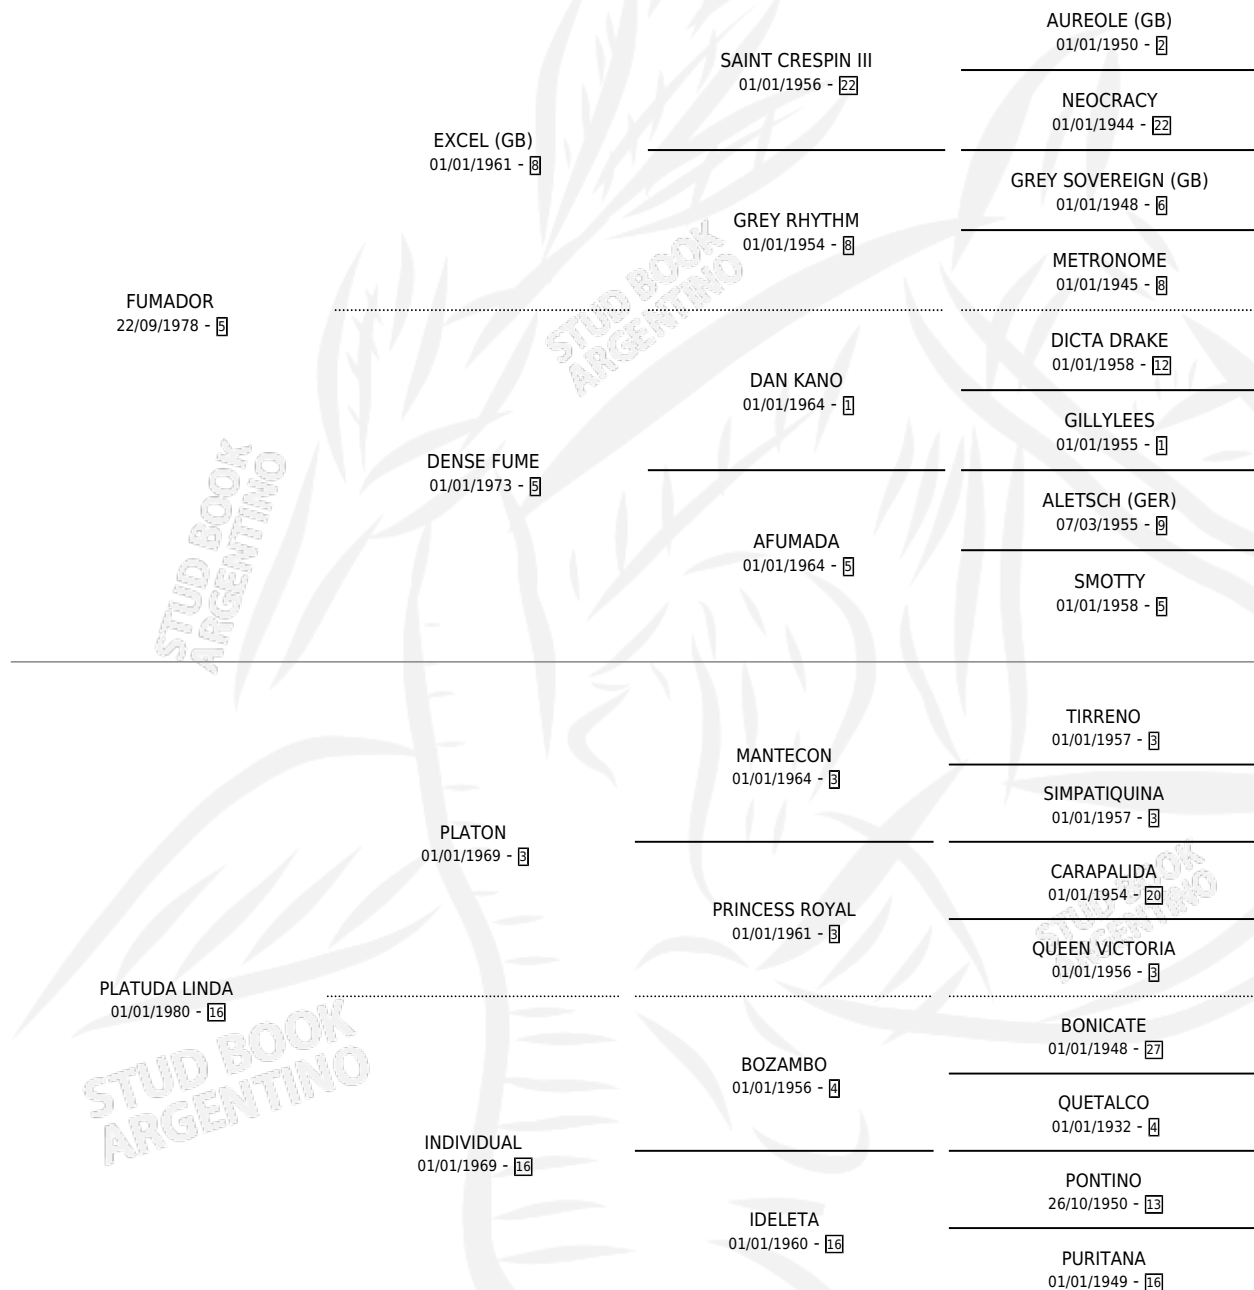 AUREOLE (GB)
01/01/1950 - 2
SAINT CRESPIN III
01/01/1956 - 22
NEOCRACY
01/01/1944 - 22
EXCEL (GB)
01/01/1961 - 8
GREY SOVEREIGN (GB)
01/01/1948 - 6
GREY RHYTHM
01/01/1954 - 8
METRONOME
01/01/1945 - 8
FUMADOR
22/09/1978 - 5
DICTA DRAKE
01/01/1958 - 12
DAN KANO
01/01/1964 - 1
GILLYLEES
01/01/1955 - 1
DENSE FUME
01/01/1973 - 5
ALETSCH (GER)
07/03/1955 - 9
AFUMADA
01/01/1964 - 5
SMOTTY
01/01/1958 - 5
TIRRENO
01/01/1957 - 3
MANTECON
01/01/1964 - 3
SIMPATIQUINA
01/01/1957 - 3
PLATON
01/01/1969 - 3
CARAPALIDA
01/01/1954 - 20
PRINCESS ROYAL
01/01/1961 - 3
QUEEN VICTORIA
01/01/1956 - 3
PLATUDA LINDA
01/01/1980 - 16
BONICATE
01/01/1948 - 27
BOZAMBO
01/01/1956 - 4
QUETALCO
01/01/1932 - 4
INDIVIDUAL
01/01/1969 - 16
PONTINO
26/10/1950 - 13
IDELETA
01/01/1960 - 16
PURITANA
01/01/1949 - 16
STUD BOOK
ARGENTINO
STUD BOOK
ARGENTINO
STUD BOOK
ARGENTINO
STUD BOOK
ARGENTINO